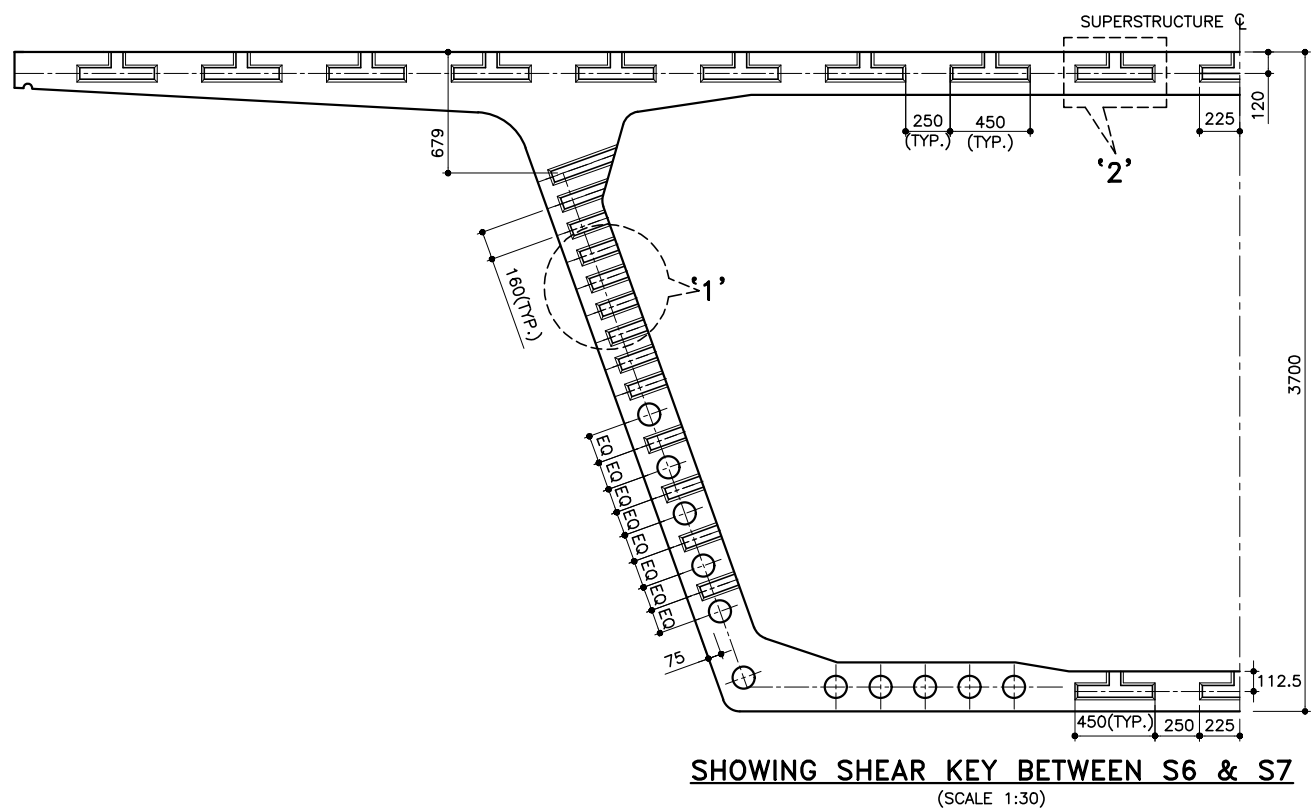 SUPERSTRUCTURE ℄
120
250
(TYP.)
450
(TYP.)
225
'2'
679
160(TYP.)
'1'
3700
EQ
EQ
EQ
EQ
EQ
EQ
EQ
EQ
75
112.5
450(TYP.)
250
225
SHOWING SHEAR KEY BETWEEN S6 & S7
(SCALE 1:30)